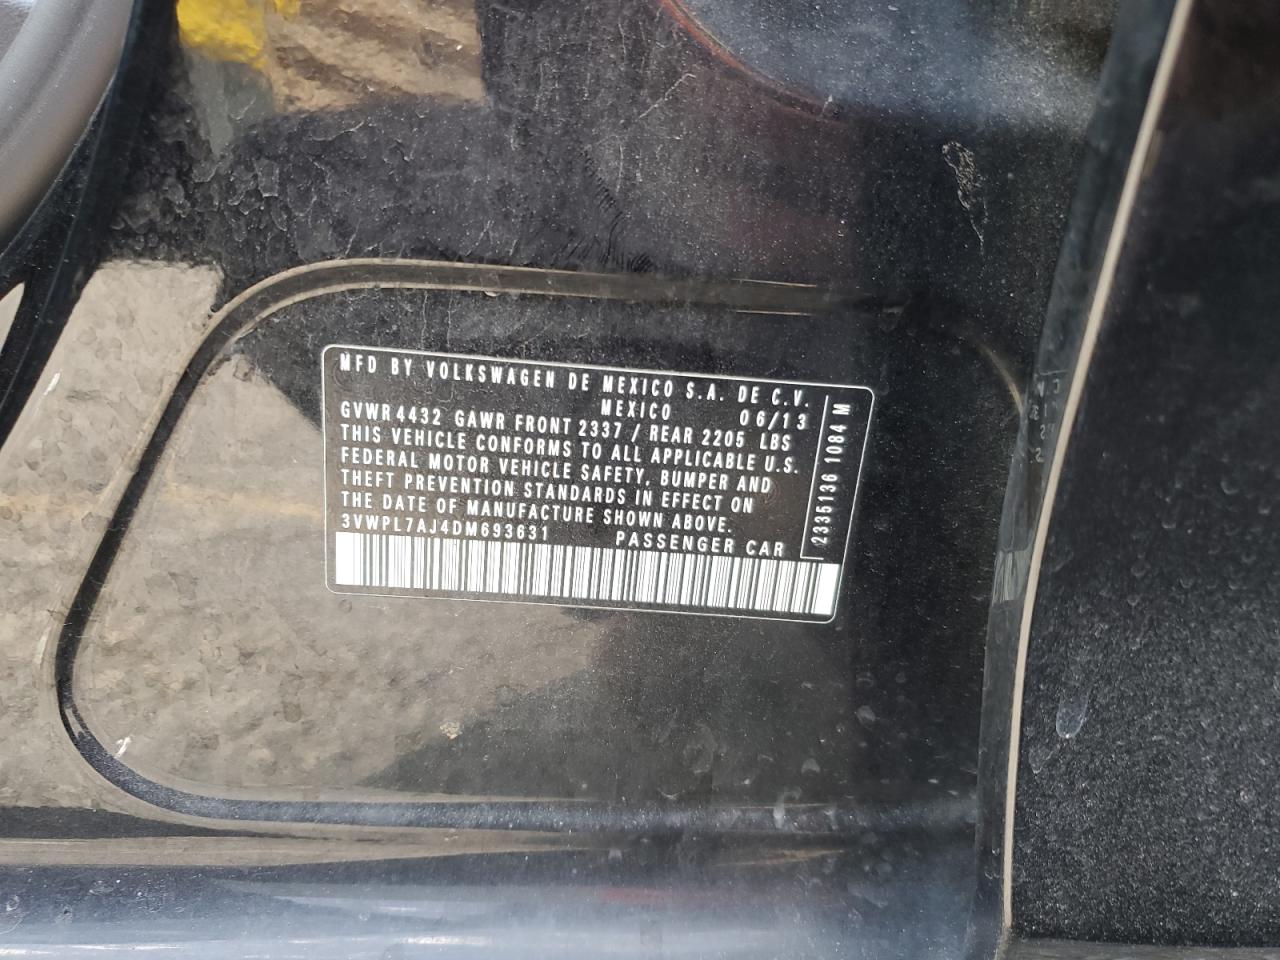 MFD BY VOLKSWAGEN DE MEXICO S.A. DE C.V.
MEXICO 06/13
GVWR 4432 GAWR FRONT 2337 / REAR 2205 LBS
THIS VEHICLE CONFORMS TO ALL APPLICABLE U.S.
FEDERAL MOTOR VEHICLE SAFETY, BUMPER AND
THEFT PREVENTION STANDARDS IN EFFECT ON
THE DATE OF MANUFACTURE SHOWN ABOVE.
3VWPL7AJ4DM693631 PASSENGER CAR
2335136 1084 M